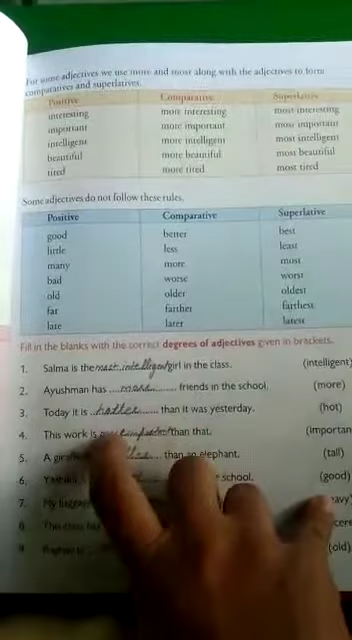 For some adjectives we use more and most along with the adjectives to form
comparatives and superlatives.
Positive Comparative Superlative
interesting more interesting most interesting
important more important most important
intelligent more intelligent most intelligent
beautiful more beautiful most beautiful
tired more tired most tired
Some adjectives do not follow these rules.
Positive Comparative Superlative
good better best
little less least
many more most
bad worse worst
old older oldest
far farther farthest
late later latest
Fill in the blanks with the correct degrees of adjectives given in brackets.
1. Salma is the most intelligent girl in the class. (intelligent)
2. Ayushman has ...more... friends in the school. (more)
3. Today it is ..hotter.... than it was yesterday. (hot)
4. This work is than that. (importan
5. A than an elephant. (tall)
6. school. (good)
7. My
8. This class has
9. (old)